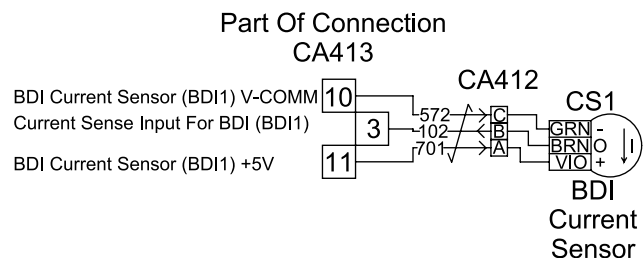 Part Of Connection
CA413
CA412
CS1
BDI Current Sensor (BDI1) V-COMM 10
572 C GRN -
Current Sense Input For BDI (BDI1) 3
102 B BRN O I
BDI Current Sensor (BDI1) +5V 11
701 A VIO +
BDI
Current
Sensor